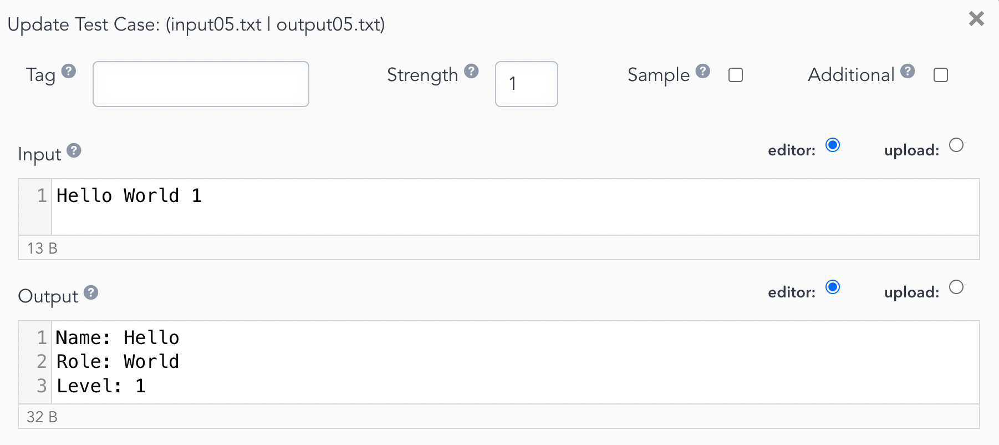 Update Test Case: (input05.txt | output05.txt)
Tag ?
Strength ? 1
Sample ?
Additional ?
Input ?
editor: upload:
1 Hello World 1
13 B
Output ?
editor: upload:
1 Name: Hello
2 Role: World
3 Level: 1
32 B